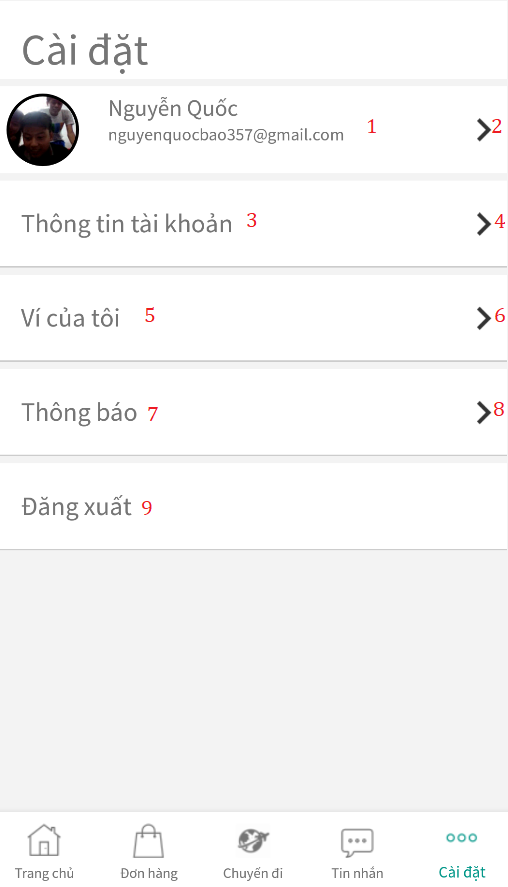 Cài đặt
Nguyễn Quốc
nguyenquocbao357@gmail.com 1 2
Thông tin tài khoản 3 4
Ví của tôi 5 6
Thông báo 7 8
Đăng xuất 9
Trang chủ Đơn hàng Chuyến đi Tin nhắn Cài đặt